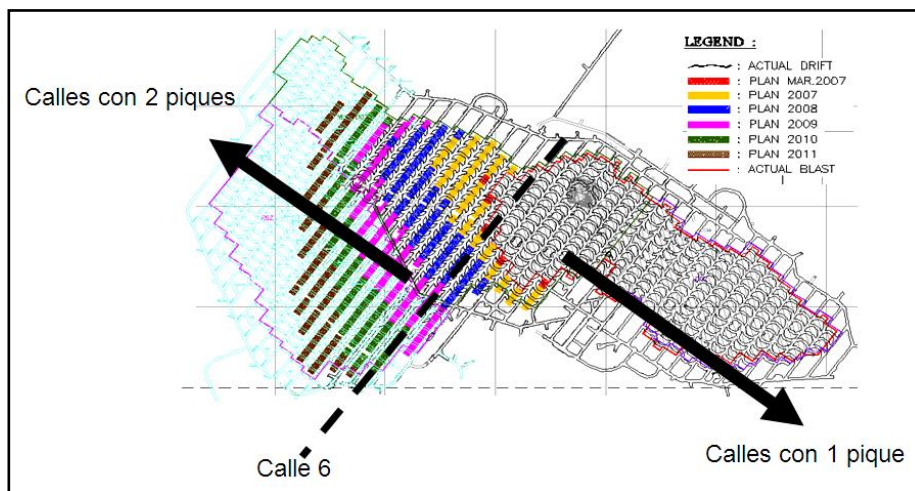 LEGEND :
: ACTUAL DRIFT
: PLAN MAR.2007
: PLAN 2007
: PLAN 2008
: PLAN 2009
: PLAN 2010
: PLAN 2011
: ACTUAL BLAST
Calles con 2 piques
Calle 6
Calles con 1 pique